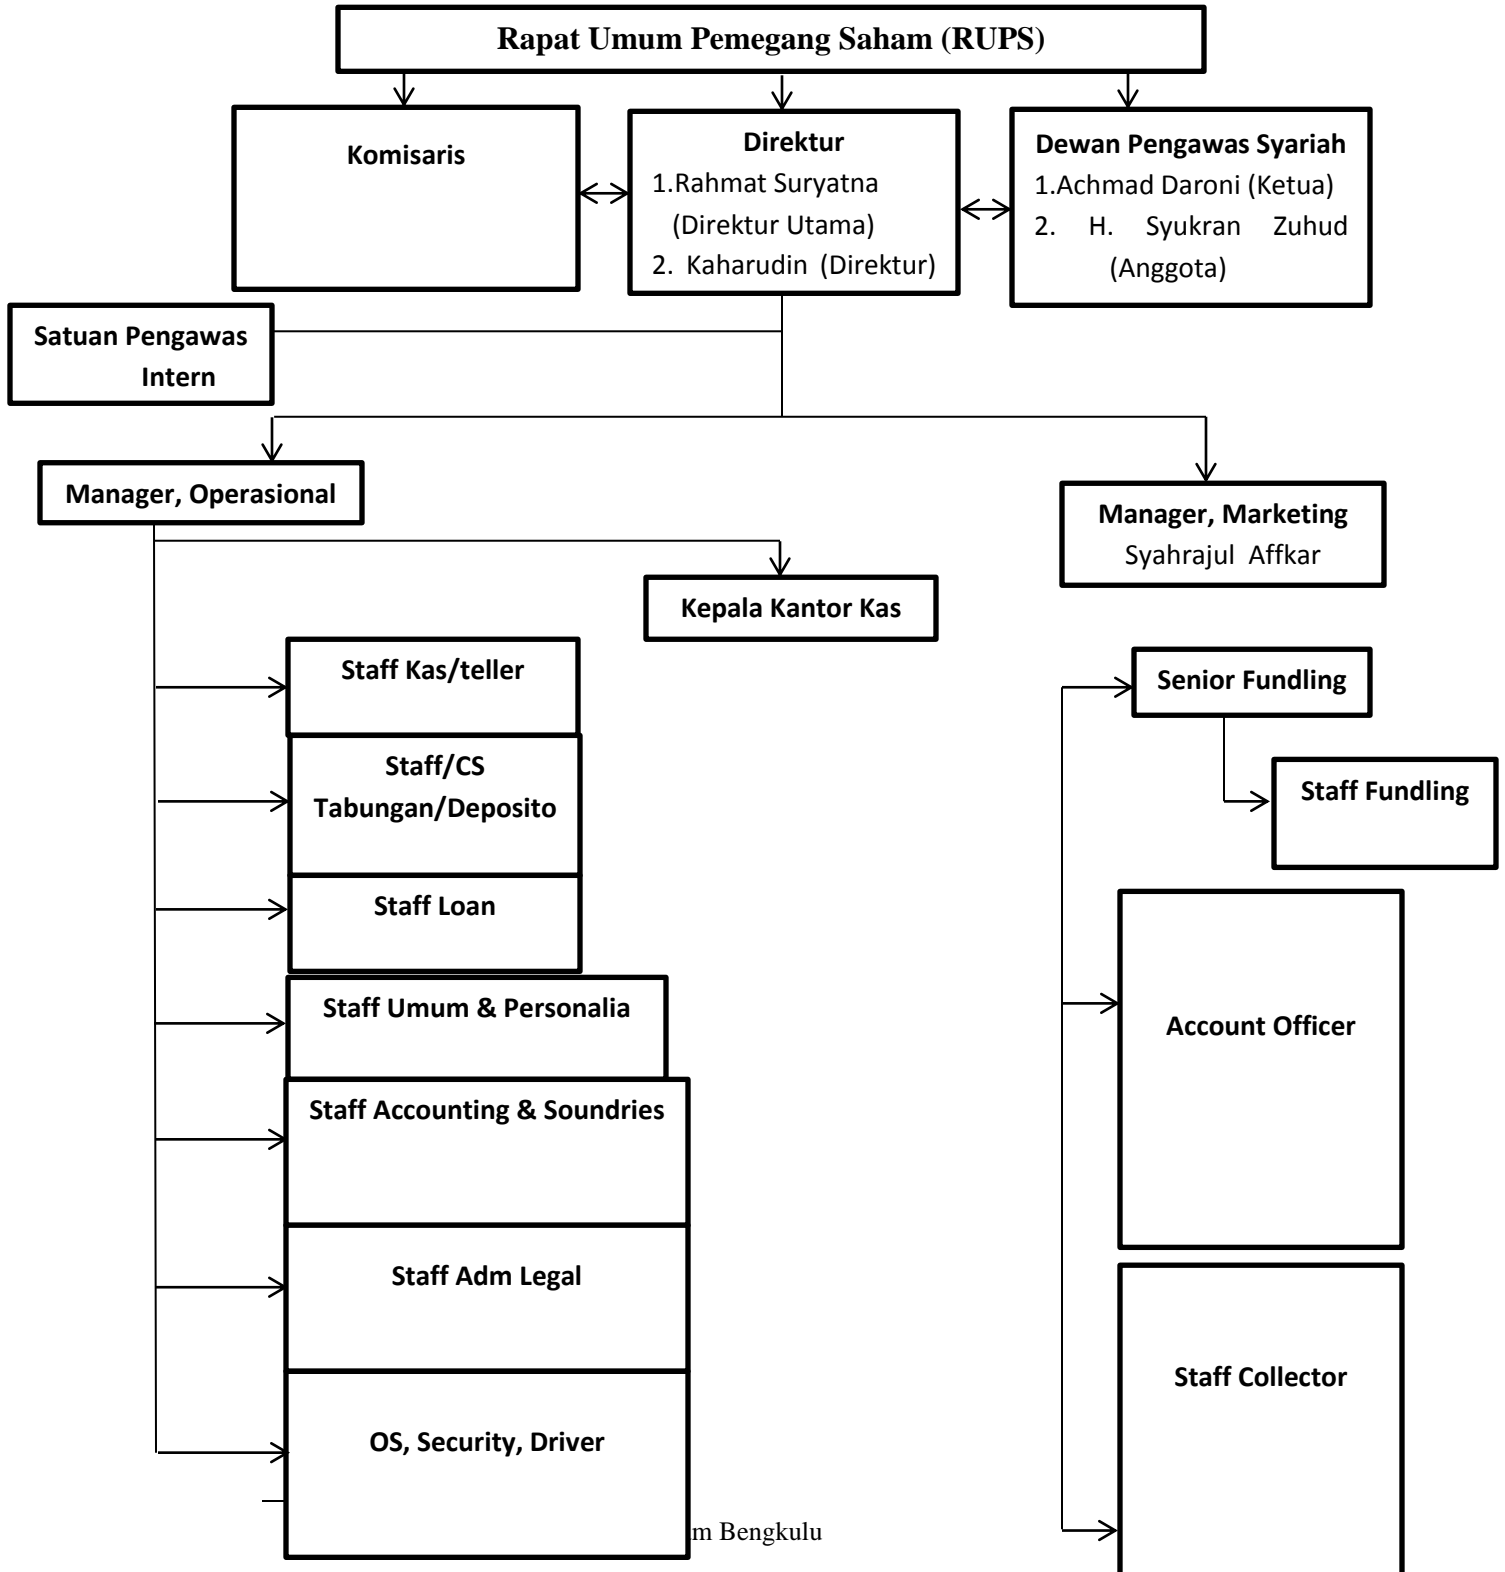 Rapat Umum Pemegang Saham (RUPS)
Komisaris
Direktur
1.Rahmat Suryatna
(Direktur Utama)
2. Kaharudin (Direktur)
Dewan Pengawas Syariah
1.Achmad Daroni (Ketua)
2. H. Syukran Zuhud
(Anggota)
Satuan Pengawas
Intern
Manager, Operasional
Manager, Marketing
Syahrajul Affkar
Kepala Kantor Kas
Staff Kas/teller
Staff/CS
Tabungan/Deposito
Staff Loan
Staff Umum & Personalia
Staff Accounting & Soundries
Staff Adm Legal
OS, Security, Driver
Senior Fundling
Staff Fundling
Account Officer
Staff Collector
Bengkulu